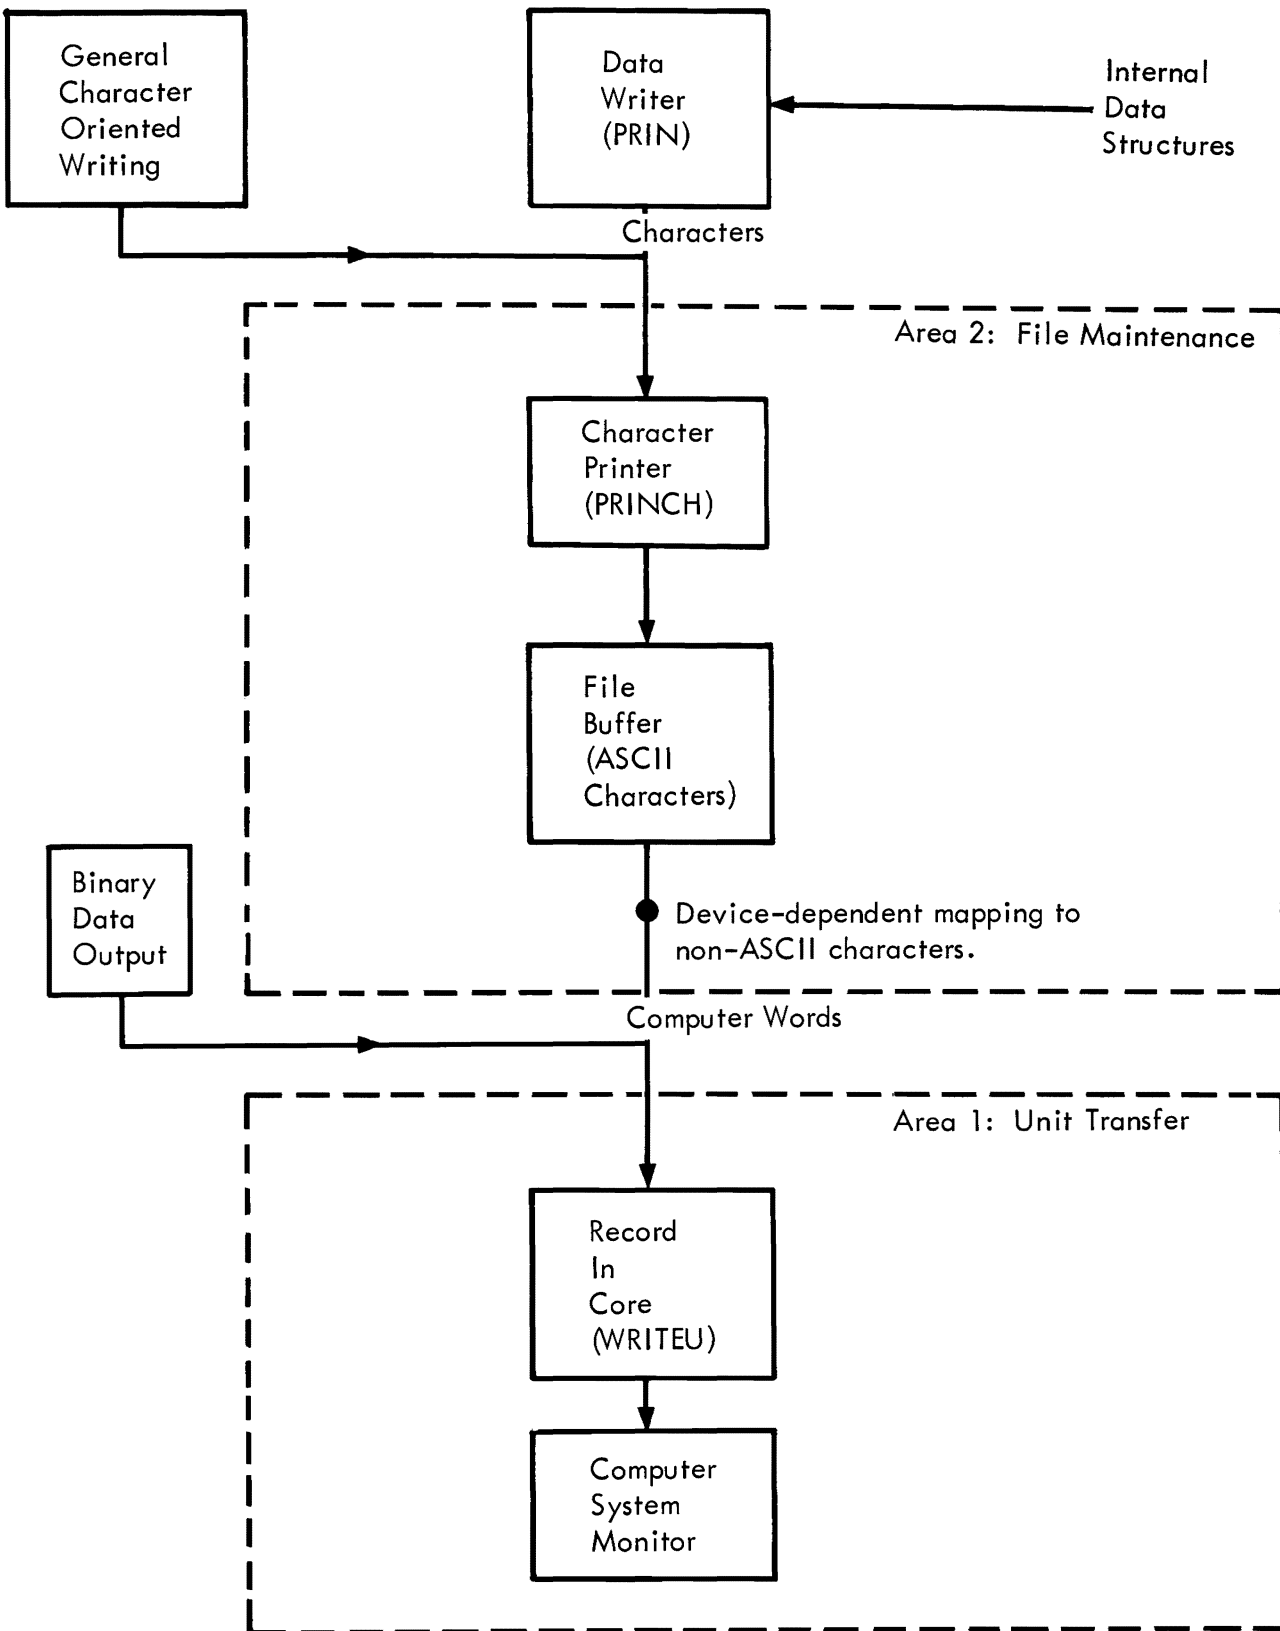 General
Character
Oriented
Writing
Data
Writer
(PRIN)
Internal
Data
Structures
Characters
Area 2: File Maintenance
Character
Printer
(PRINCH)
File
Buffer
(ASCII
Characters)
Binary
Data
Output
Device-dependent mapping to
non-ASCII characters.
Computer Words
Area 1: Unit Transfer
Record
In
Core
(WRITEU)
Computer
System
Monitor